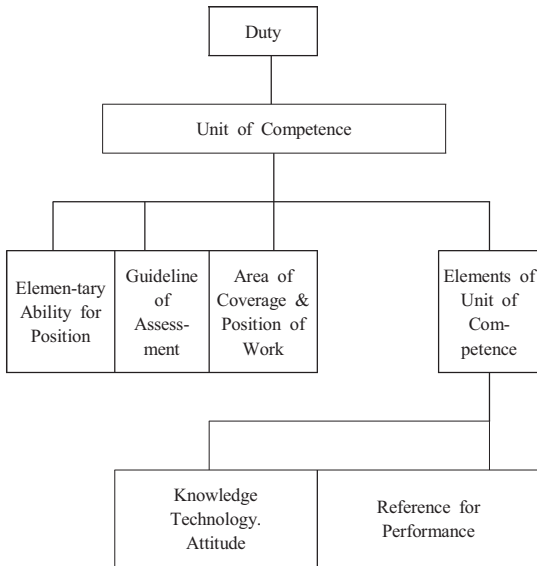 Duty
Unit of Competence
Elemen-tary
Ability for
Position
Guideline
of
Assess-
ment
Area of
Coverage &
Position of
Work
Elements of
Unit of
Com-
petence
Knowledge
Technology.
Attitude
Reference for
Performance